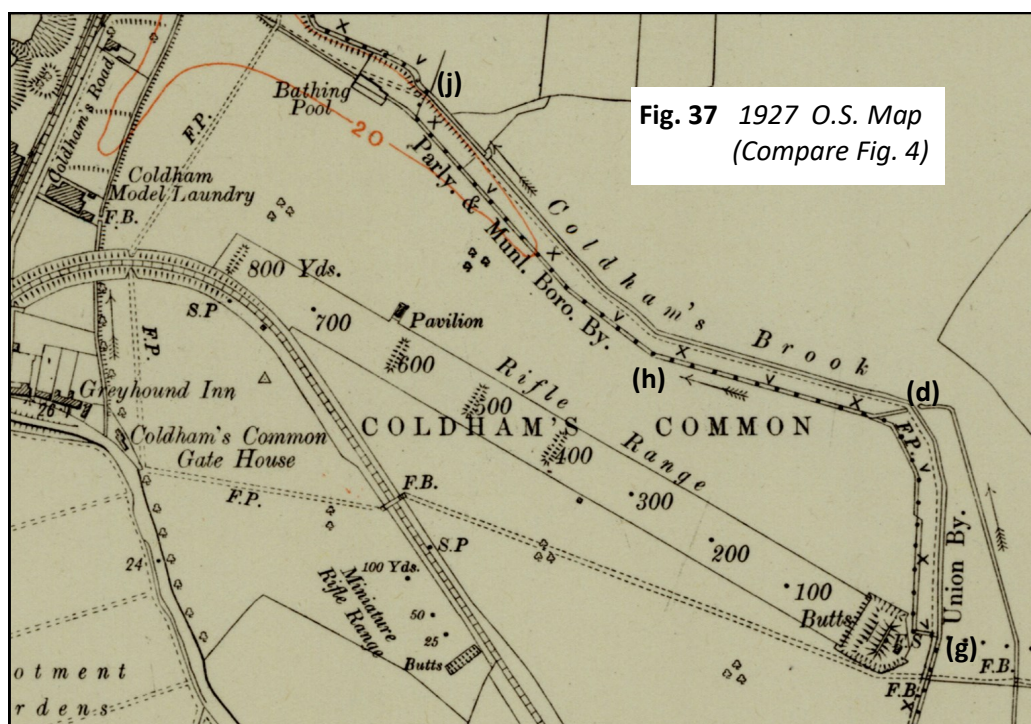 Coldham's Road
F.P.
Bathing
Pool
(j)
Fig. 37 1927 O.S. Map
(Compare Fig. 4)
20
Coldham
Model Laundry
F.B.
Parly. & Munl. Boro. By.
Coldham's Brook
800 Yds.
700
S.P
Pavilion
600
F.P.
Rifle Range
(h)
(d)
Greyhound Inn
26
500
COLDHAM'S COMMON
F.P.
Coldham's Common
Gate House
400
F.P.
F.B.
300
Union By.
24
S.P
200
100 Yds.
Miniature
Rifle Range
50
25
Butts
100
Butts
F S
(g)
F.B.
F.B.
otment
rdens